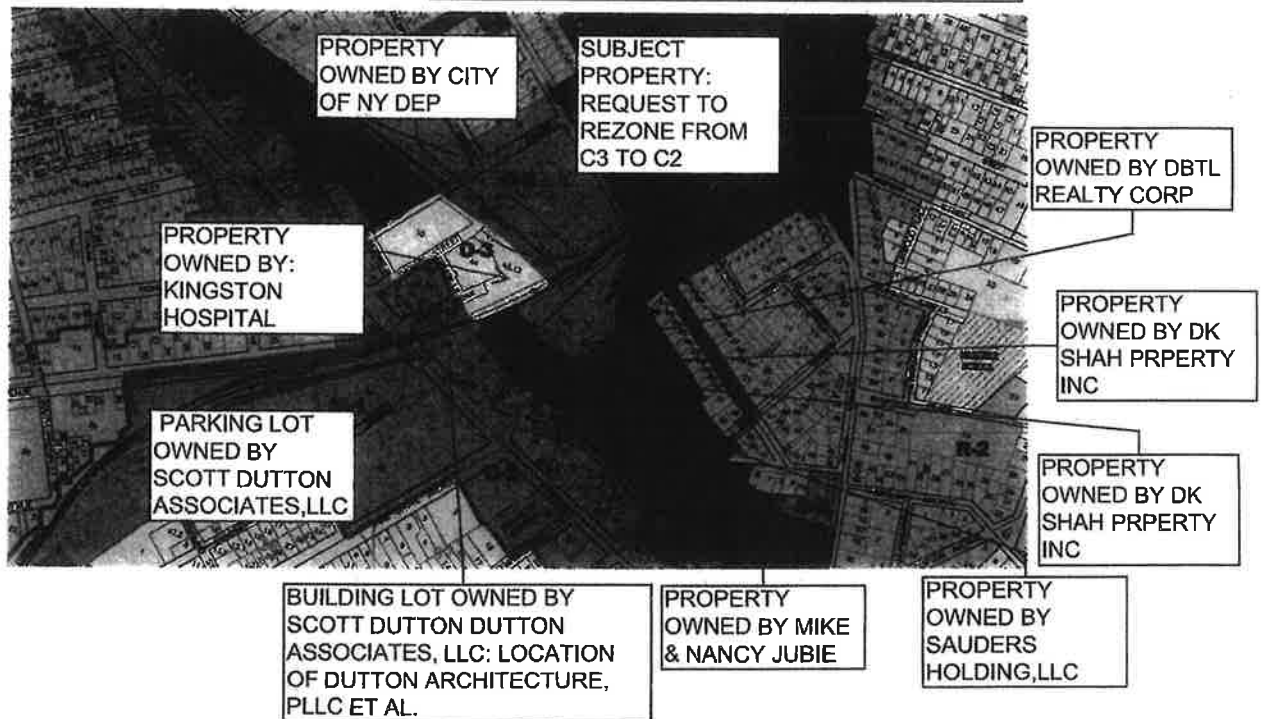 PROPERTY
OWNED BY CITY
OF NY DEP
SUBJECT
PROPERTY:
REQUEST TO
REZONE FROM
C3 TO C2
PROPERTY
OWNED BY DBTL
REALTY CORP
PROPERTY
OWNED BY:
KINGSTON
HOSPITAL
PROPERTY
OWNED BY DK
SHAH PRPERTY
INC
PARKING LOT
OWNED BY
SCOTT DUTTON
ASSOCIATES,LLC
R-2
PROPERTY
OWNED BY DK
SHAH PRPERTY
INC
BUILDING LOT OWNED BY
SCOTT DUTTON DUTTON
ASSOCIATES, LLC: LOCATION
OF DUTTON ARCHITECTURE,
PLLC ET AL.
PROPERTY
OWNED BY MIKE
& NANCY JUBIE
PROPERTY
OWNED BY
SAUDERS
HOLDING,LLC